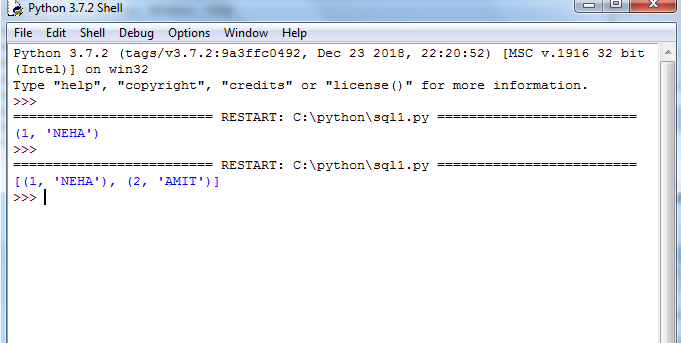 Python 3.7.2 Shell
File Edit Shell Debug Options Window Help
Python 3.7.2 (tags/v3.7.2:9a3ffc0492, Dec 23 2018, 22:20:52) [MSC v.1916 32 bit
(Intel)] on win32
Type "help", "copyright", "credits" or "license()" for more information.
>>>
========================= RESTART: C:\python\sql1.py =========================
(1, 'NEHA')
>>>
========================= RESTART: C:\python\sql1.py =========================
[(1, 'NEHA'), (2, 'AMIT')]
>>>